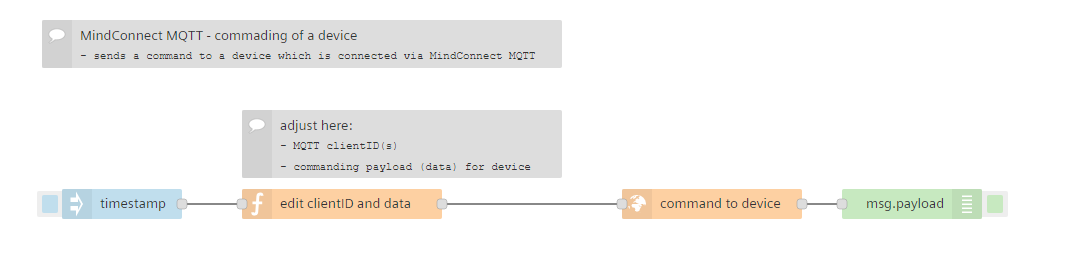 MindConnect MQTT - commading of a device
- sends a command to a device which is connected via MindConnect MQTT
adjust here:
- MQTT clientID(s)
- commanding payload (data) for device
timestamp
edit clientID and data
command to device
msg.payload